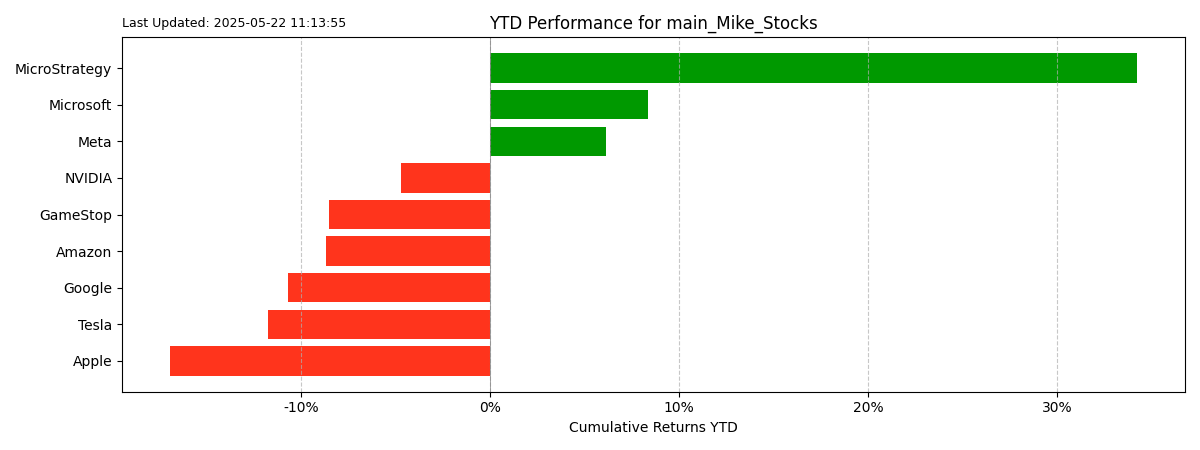 Last Updated: 2025-05-22 11:13:55
YTD Performance for main_Mike_Stocks
MicroStrategy
Microsoft
Meta
NVIDIA
GameStop
Amazon
Google
Tesla
Apple
-10% 0% 10% 20% 30%
Cumulative Returns YTD